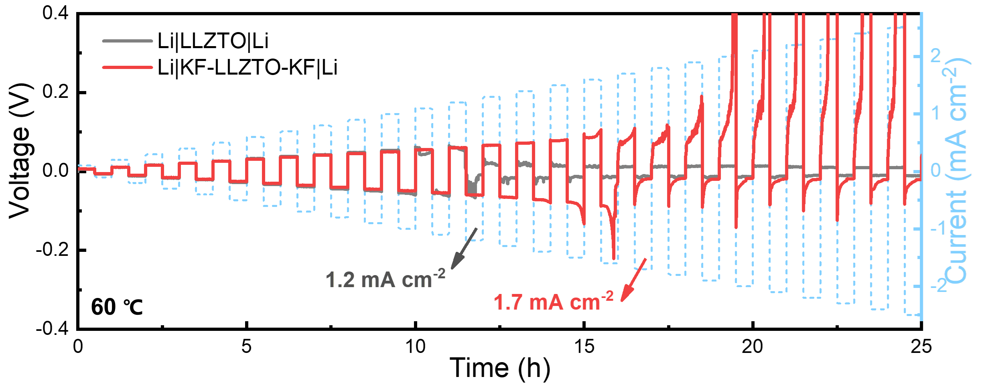 0.4
0.2
0.0
-0.2
-0.4
Voltage (V)
Li|LLZTO|Li
Li|KF-LLZTO-KF|Li
1.2 mA cm-2
1.7 mA cm-2
60 ℃
0 5 10 15 20 25
Time (h)
2
1
0
-1
-2
Current (mA cm-2)